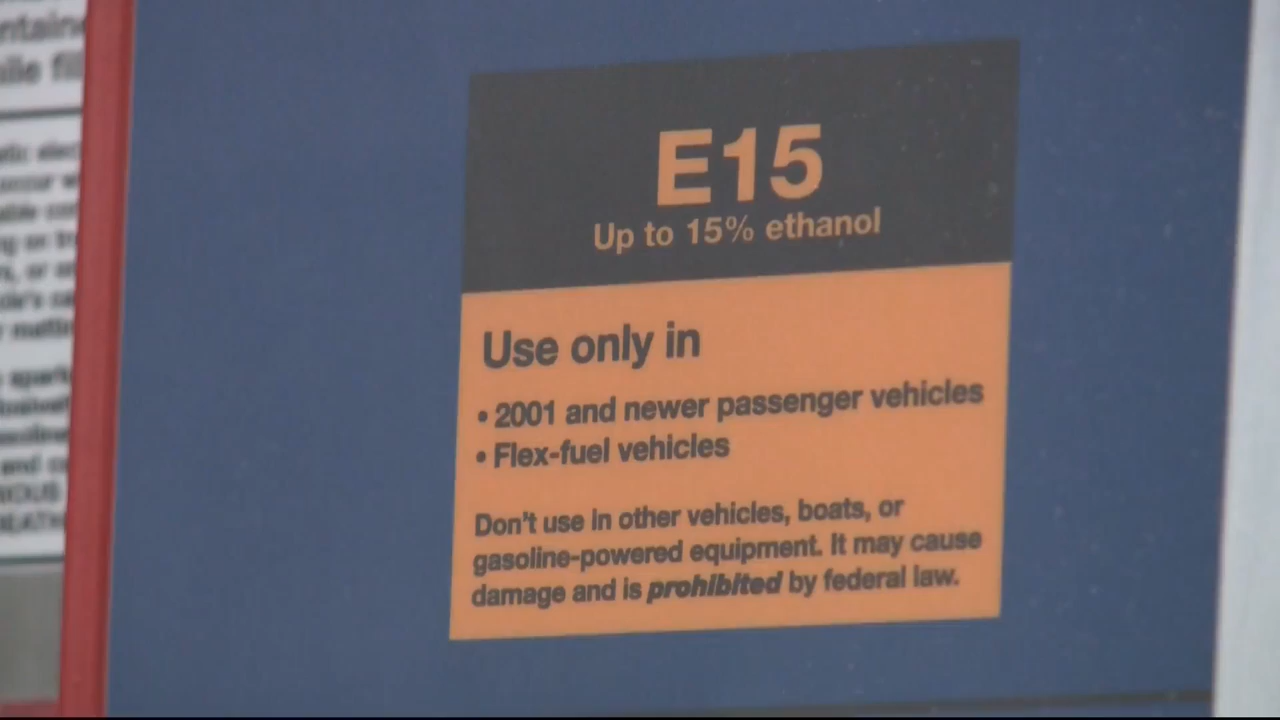 E15
Up to 15% ethanol
Use only in
• 2001 and newer passenger vehicles
• Flex-fuel vehicles
Don't use in other vehicles, boats, or
gasoline-powered equipment. It may cause
damage and is prohibited by federal law.